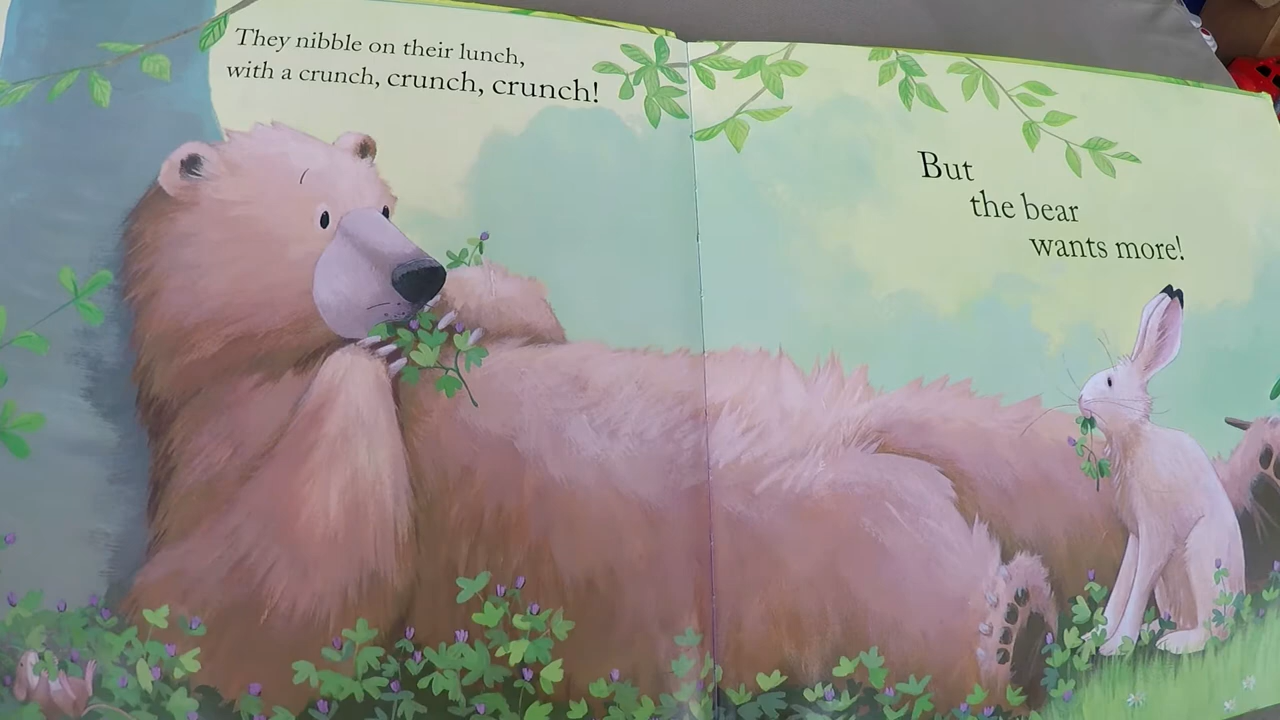 They nibble on their lunch,
with a crunch, crunch, crunch!
But
the bear
wants more!